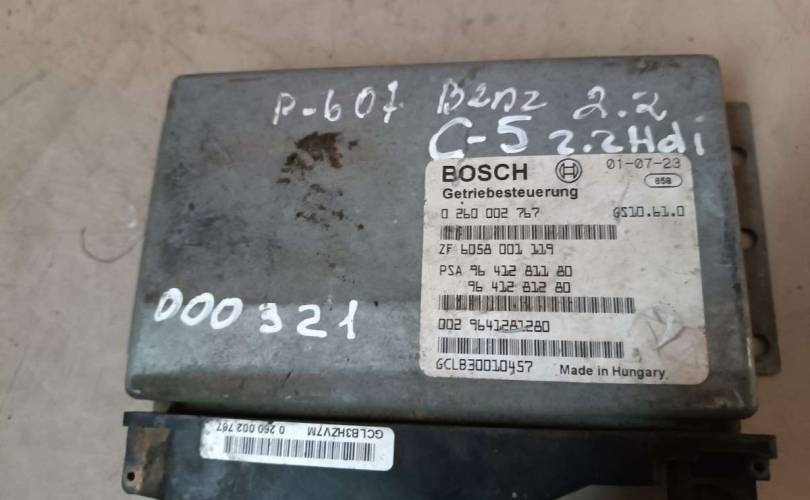 P-607 B2n2 2.2
C-5 2.2Hdi
BOSCH 01-07-23
Getriebesteuerung 658
0 260 002 767 GS10.61.0
ZF 6058 001 119
PSA 96 412 811 80
96 412 812 80
000321
002 9641281280
GCLB30010457 Made in Hungary
GCLB3HZV7M
0 260 002 767